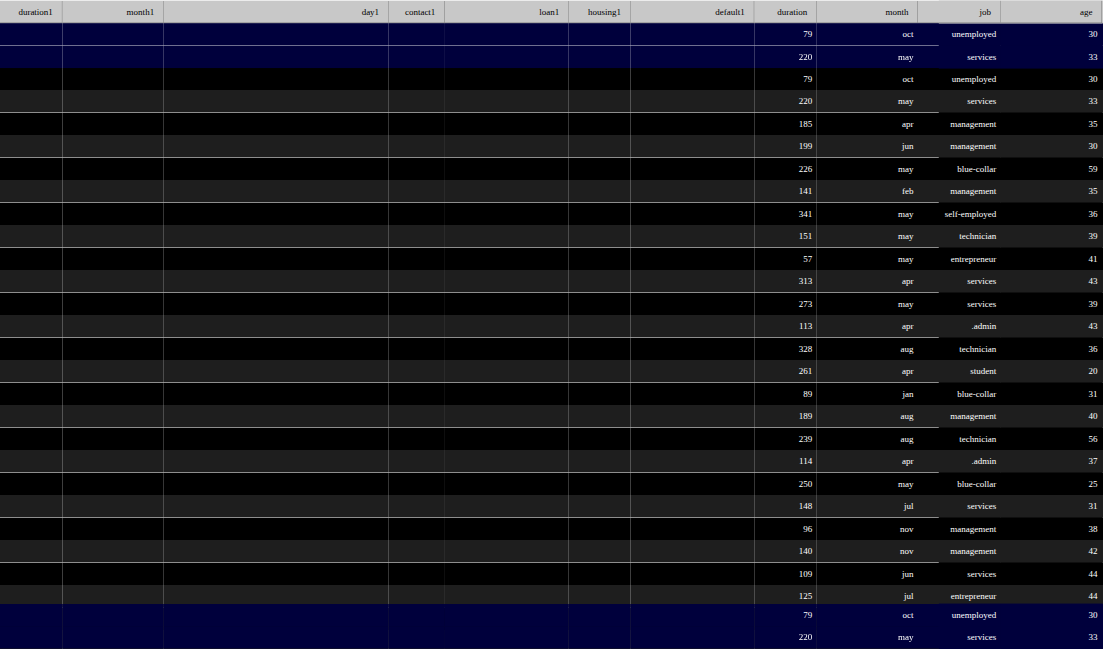 duration1 month1 day1 contact1 loan1 housing1 default1 duration month job age
79 oct unemployed 30
220 may services 33
79 oct unemployed 30
220 may services 33
185 apr management 35
199 jun management 30
226 may blue-collar 59
141 feb management 35
341 may self-employed 36
151 may technician 39
57 may entrepreneur 41
313 apr services 43
273 may services 39
113 apr .admin 43
328 aug technician 36
261 apr student 20
89 jan blue-collar 31
189 aug management 40
239 aug technician 56
114 apr .admin 37
250 may blue-collar 25
148 jul services 31
96 nov management 38
140 nov management 42
109 jun services 44
125 jul entrepreneur 44
79 oct unemployed 30
220 may services 33